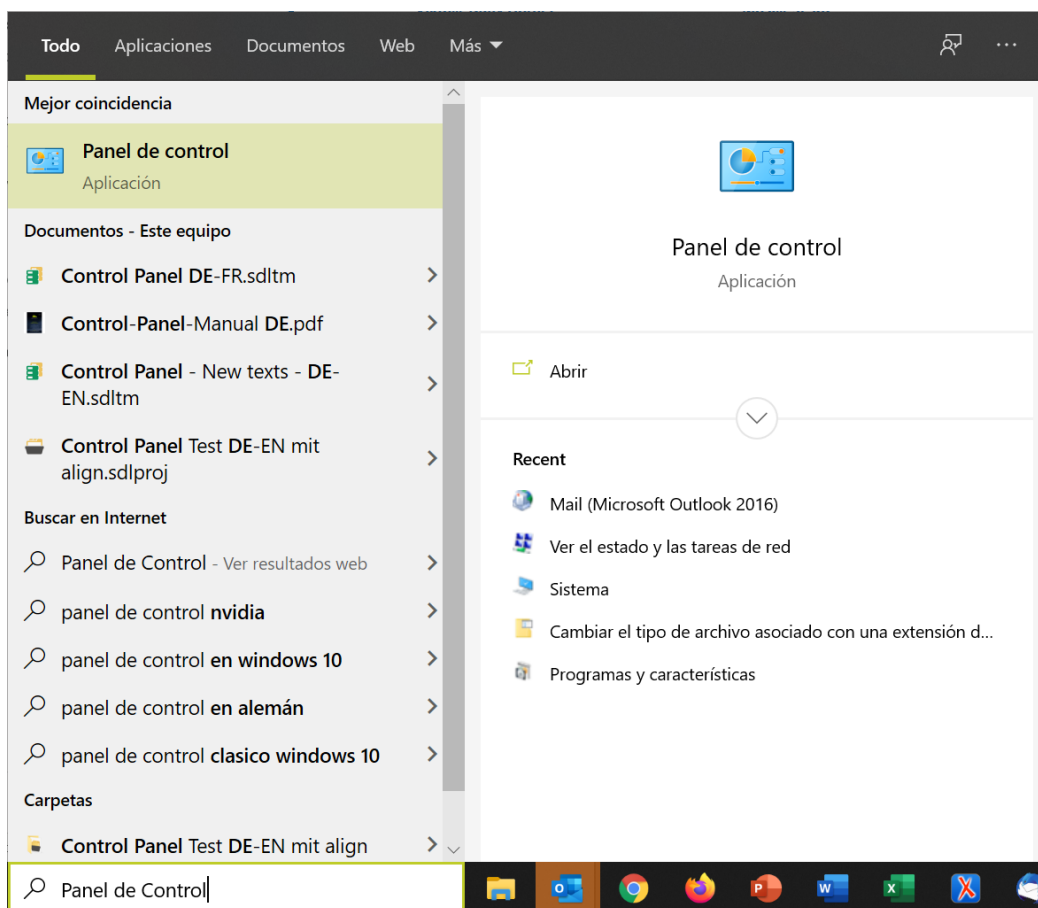 Todo Aplicaciones Documentos Web Más
Mejor coincidencia
Panel de control
Aplicación
Documentos - Este equipo
Control Panel DE-FR.sdltm
Control-Panel-Manual DE.pdf
Control Panel - New texts - DE-
EN.sdltm
Control Panel Test DE-EN mit
align.sdlproj
Buscar en Internet
Panel de Control - Ver resultados web
panel de control nvidia
panel de control en windows 10
panel de control en alemán
panel de control clasico windows 10
Carpetas
Control Panel Test DE-EN mit align
Panel de Control
Panel de control
Aplicación
Abrir
Recent
Mail (Microsoft Outlook 2016)
Ver el estado y las tareas de red
Sistema
Cambiar el tipo de archivo asociado con una extensión d...
Programas y características